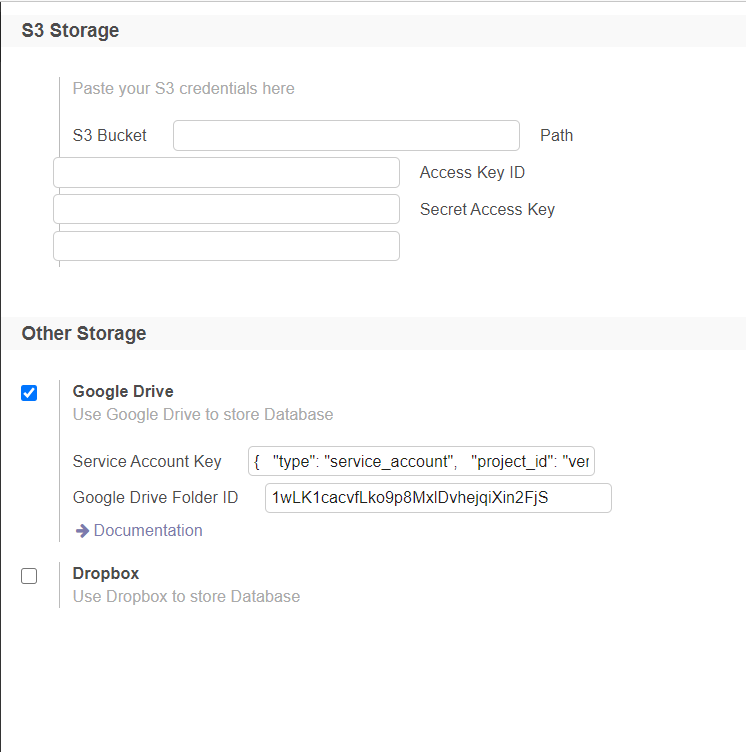 S3 Storage
Paste your S3 credentials here
S3 Bucket Path
Access Key ID
Secret Access Key
Other Storage
Google Drive
Use Google Drive to store Database
Service Account Key { "type": "service_account", "project_id": "ver
Google Drive Folder ID 1wLK1cacvfLko9p8MxlDvhejqiXin2FjS
Documentation
Dropbox
Use Dropbox to store Database